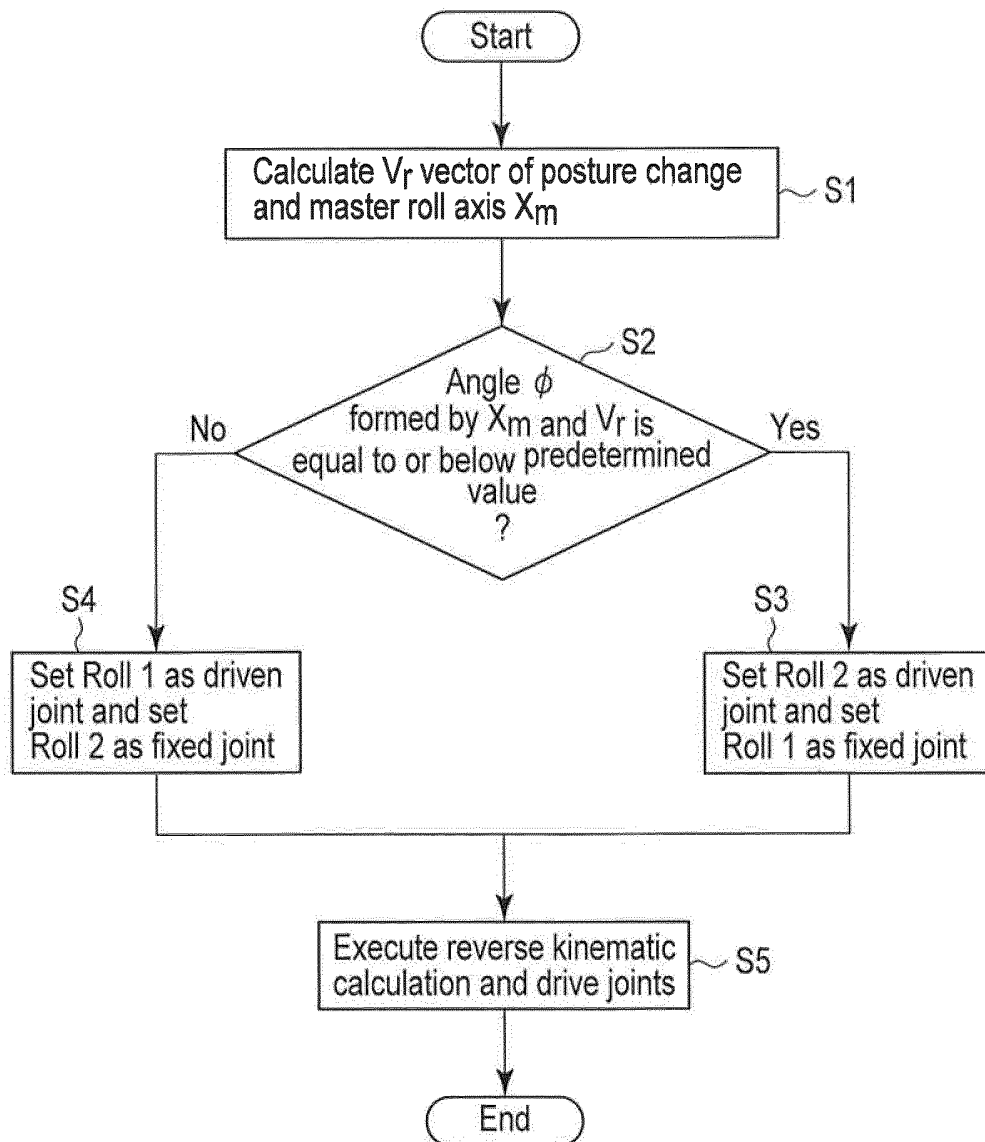 Start
Calculate Vr vector of posture change
and master roll axis Xm
S1
S2
Angle ϕ
formed by Xm and Vr is
equal to or below predetermined
value
?
No
Yes
S4
Set Roll 1 as driven
joint and set
Roll 2 as fixed joint
S3
Set Roll 2 as driven
joint and set
Roll 1 as fixed joint
Execute reverse kinematic
calculation and drive joints
S5
End